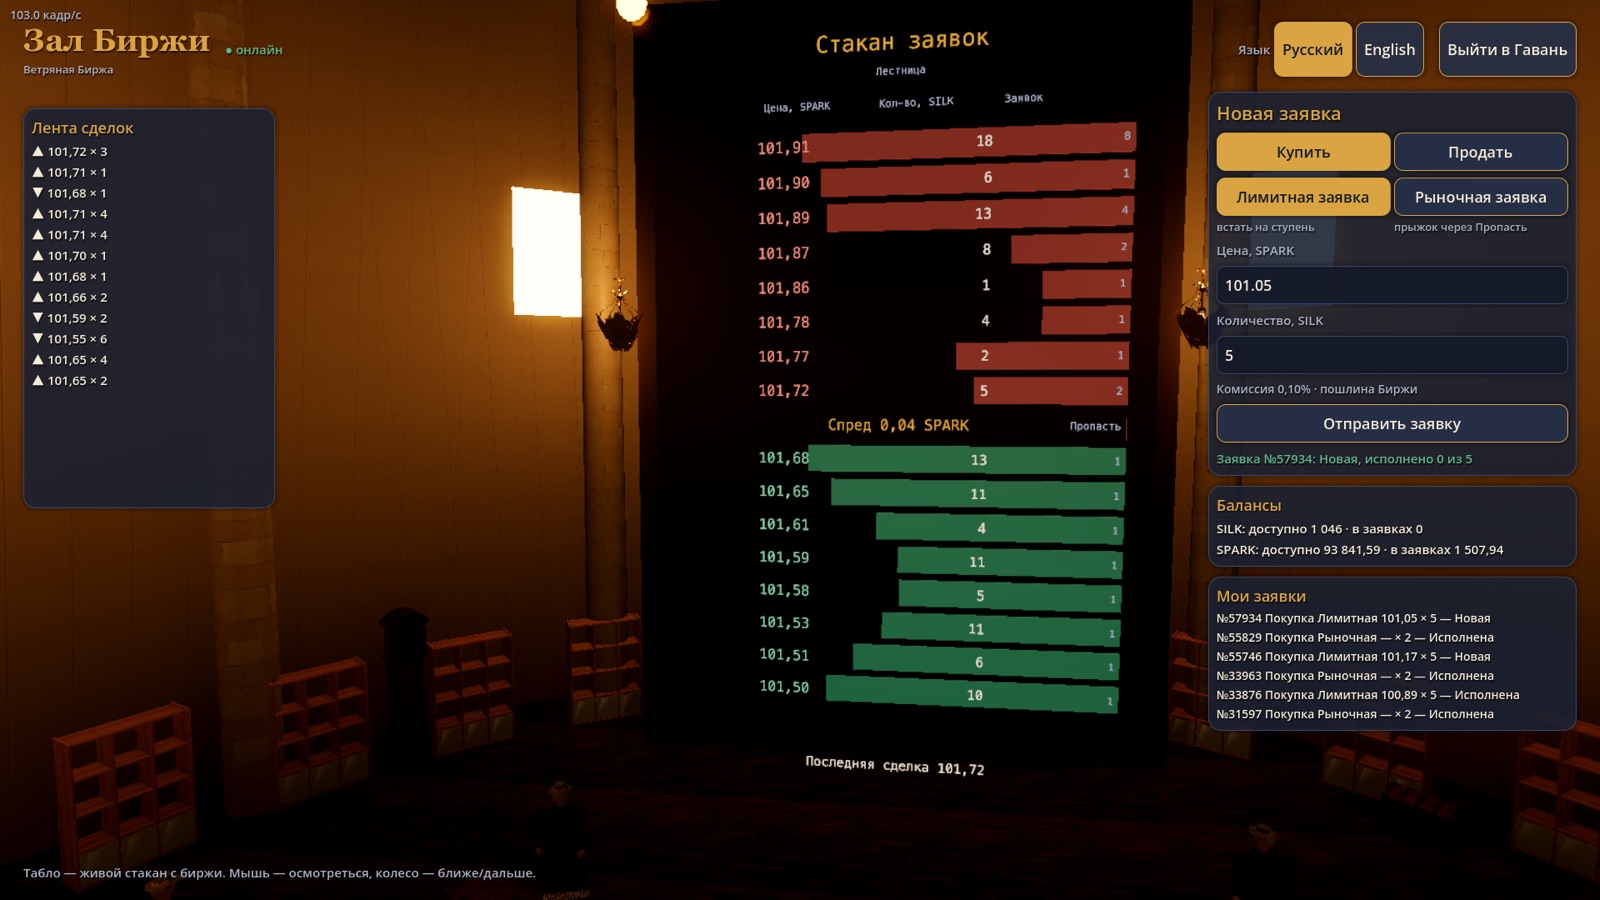 103.0 кадр/с
Зал Биржи
● онлайн
Ветряная Биржа
Язык
Русский
English
Выйти в Гавань
Лента сделок
▲ 101,72 × 3
▲ 101,71 × 1
▼ 101,68 × 1
▲ 101,71 × 4
▲ 101,71 × 4
▲ 101,70 × 1
▲ 101,68 × 1
▲ 101,66 × 2
▼ 101,59 × 2
▼ 101,55 × 6
▲ 101,65 × 4
▲ 101,65 × 2
Стакан заявок
Лестница
Цена, SPARK Кол-во, SILK Заявок
101,91 18 8
101,90 6 1
101,89 13 4
101,87 8 2
101,86 1 1
101,78 4 1
101,77 2 1
101,72 5 2
Спред 0,04 SPARK Пропасть
101,68 13 1
101,65 11 1
101,61 4 1
101,59 11 1
101,58 5 1
101,53 11 1
101,51 6 1
101,50 10 1
Последняя сделка 101,72
Новая заявка
Купить Продать
Лимитная заявка Рыночная заявка
встать на ступень прыжок через Пропасть
Цена, SPARK
101.05
Количество, SILK
5
Комиссия 0,10% · пошлина Биржи
Отправить заявку
Заявка №57934: Новая, исполнено 0 из 5
Балансы
SILK: доступно 1 046 · в заявках 0
SPARK: доступно 93 841,59 · в заявках 1 507,94
Мои заявки
№57934 Покупка Лимитная 101,05 × 5 — Новая
№55829 Покупка Рыночная — × 2 — Исполнена
№55746 Покупка Лимитная 101,17 × 5 — Новая
№33963 Покупка Рыночная — × 2 — Исполнена
№33876 Покупка Лимитная 100,89 × 5 — Исполнена
№31597 Покупка Рыночная — × 2 — Исполнена
Табло — живой стакан с биржи. Мышь — осмотреться, колесо — ближе/дальше.